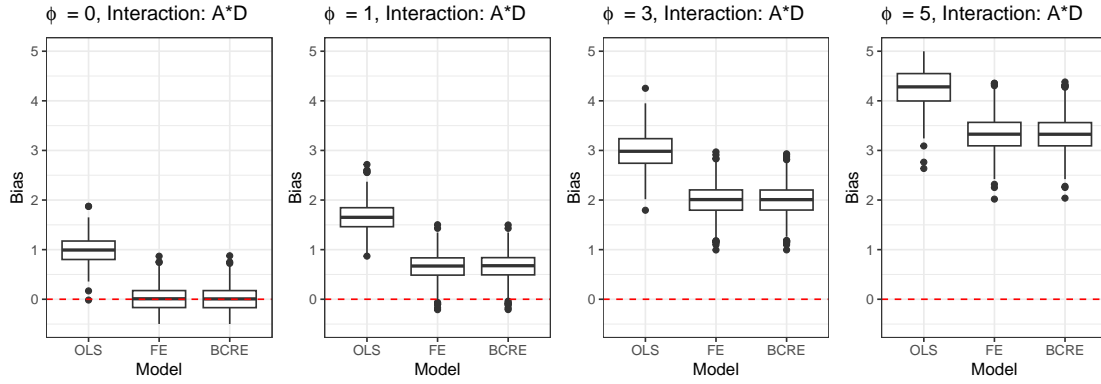 ϕ = 0, Interaction: A*D
5
4
3
2
1
0
Bias
OLS FE BCRE
Model
ϕ = 1, Interaction: A*D
5
4
3
2
1
0
Bias
OLS FE BCRE
Model
ϕ = 3, Interaction: A*D
5
4
3
2
1
0
Bias
OLS FE BCRE
Model
ϕ = 5, Interaction: A*D
5
4
3
2
1
0
Bias
OLS FE BCRE
Model